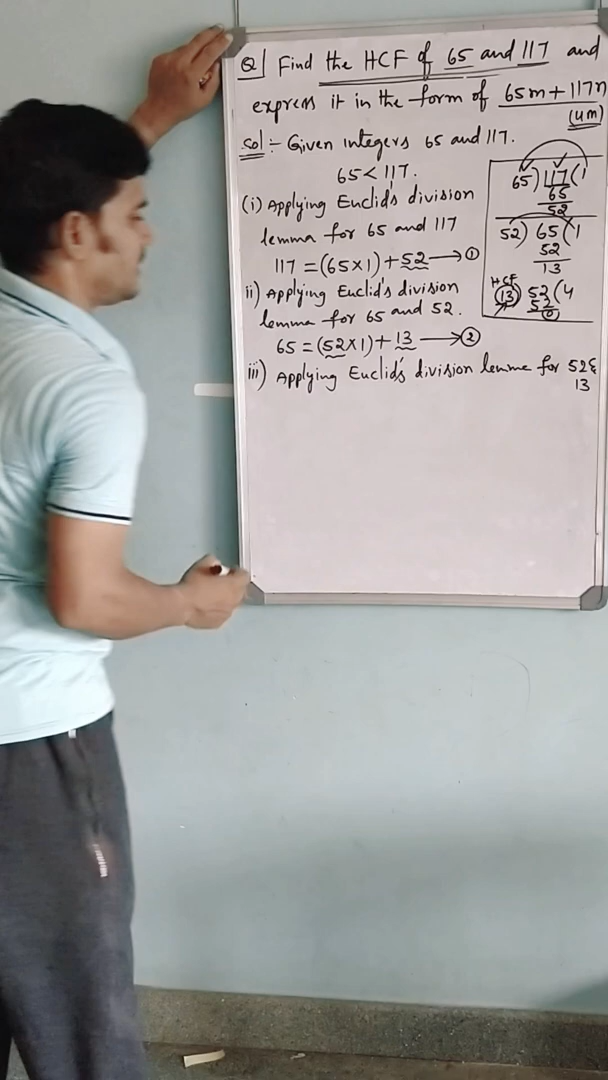 Q Find the HCF of 65 and 117 and
express it in the form of 65m + 117n
(4m)
Sol :- Given integers 65 and 117.
65 < 117.
(i) Applying Euclid's division
lemma for 65 and 117
117 = (65×1) + 52 → ①
ii) Applying Euclid's division
lemma for 65 and 52.
65 = (52×1) + 13 → ②
iii) Applying Euclid's division lemma for 52 &
13
65) 117 (1
65
52
52) 65 (1
52
13
HCF
13) 52 (4
52
0